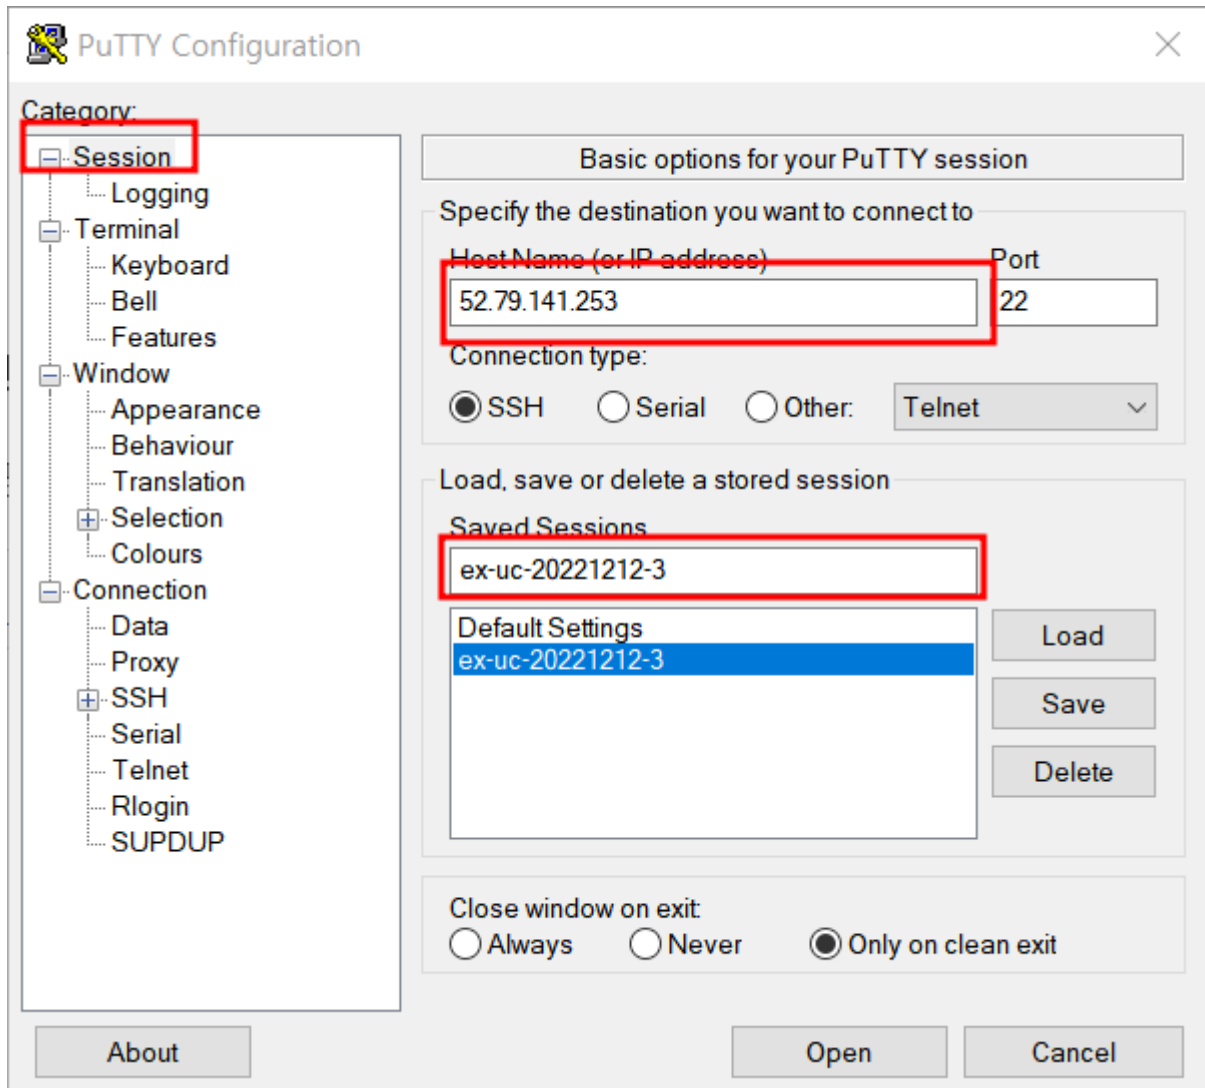 PuTTY Configuration
Category:
Session
Logging
Terminal
Keyboard
Bell
Features
Window
Appearance
Behaviour
Translation
Selection
Colours
Connection
Data
Proxy
SSH
Serial
Telnet
Rlogin
SUPDUP
Basic options for your PuTTY session
Specify the destination you want to connect to
Host Name (or IP address) Port
52.79.141.253 22
Connection type:
SSH Serial Other: Telnet
Load, save or delete a stored session
Saved Sessions
ex-uc-20221212-3
Default Settings
ex-uc-20221212-3
Load
Save
Delete
Close window on exit:
Always Never Only on clean exit
About Open Cancel